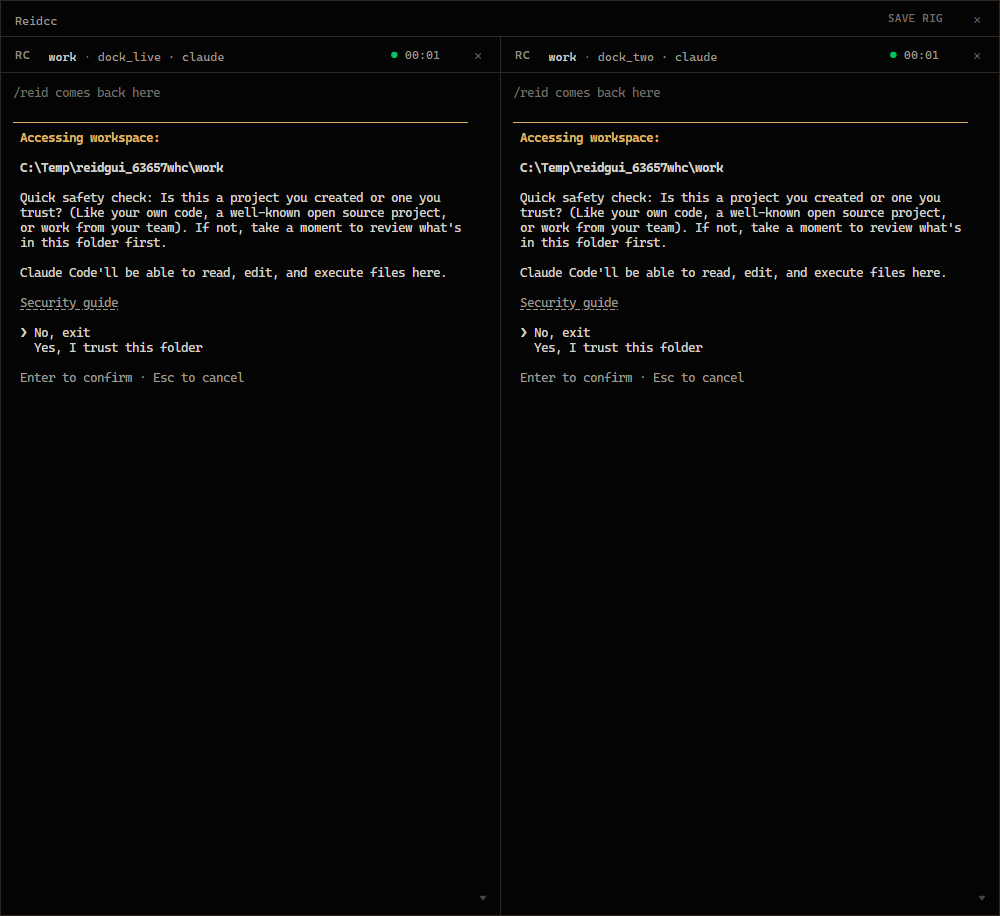 Reidcc
SAVE RIG ×
RC work · dock_live · claude ● 00:01 ×
/reid comes back here
Accessing workspace:
C:\Temp\reidgui_63657whc\work
Quick safety check: Is this a project you created or one you
trust? (Like your own code, a well-known open source project,
or work from your team). If not, take a moment to review what's
in this folder first.
Claude Code'll be able to read, edit, and execute files here.
Security guide
❯ No, exit
Yes, I trust this folder
Enter to confirm · Esc to cancel
RC work · dock_two · claude ● 00:01 ×
/reid comes back here
Accessing workspace:
C:\Temp\reidgui_63657whc\work
Quick safety check: Is this a project you created or one you
trust? (Like your own code, a well-known open source project,
or work from your team). If not, take a moment to review what's
in this folder first.
Claude Code'll be able to read, edit, and execute files here.
Security guide
❯ No, exit
Yes, I trust this folder
Enter to confirm · Esc to cancel